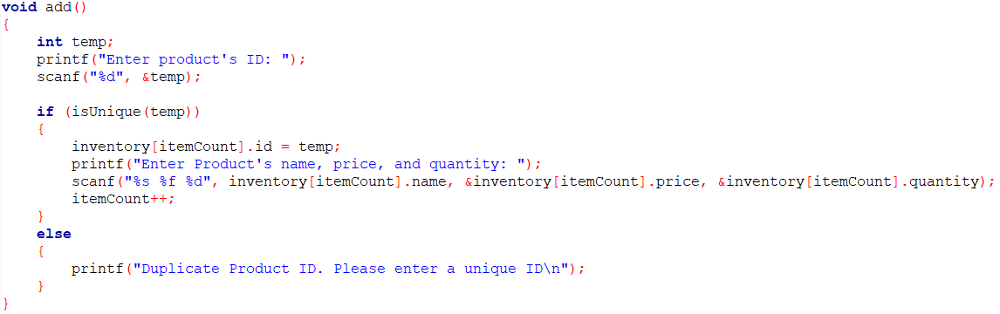 void add()
{
    int temp;
    printf("Enter product's ID: ");
    scanf("%d", &temp);

    if (isUnique(temp))
    {
        inventory[itemCount].id = temp;
        printf("Enter Product's name, price, and quantity: ");
        scanf("%s %f %d", inventory[itemCount].name, &inventory[itemCount].price, &inventory[itemCount].quantity);
        itemCount++;
    }
    else
    {
        printf("Duplicate Product ID. Please enter a unique ID\n");
    }
}